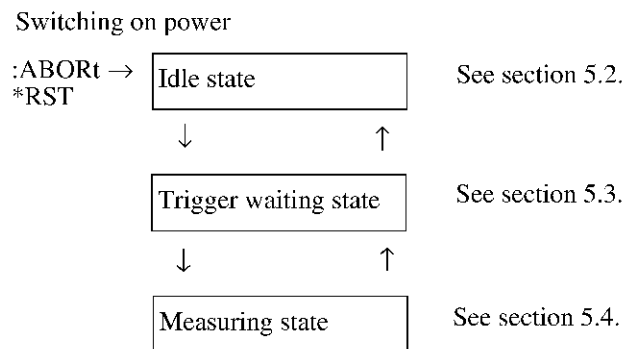 Switching on power
:ABORt →
*RST
Idle state
See section 5.2.
↓ ↑
Trigger waiting state
See section 5.3.
↓ ↑
Measuring state
See section 5.4.